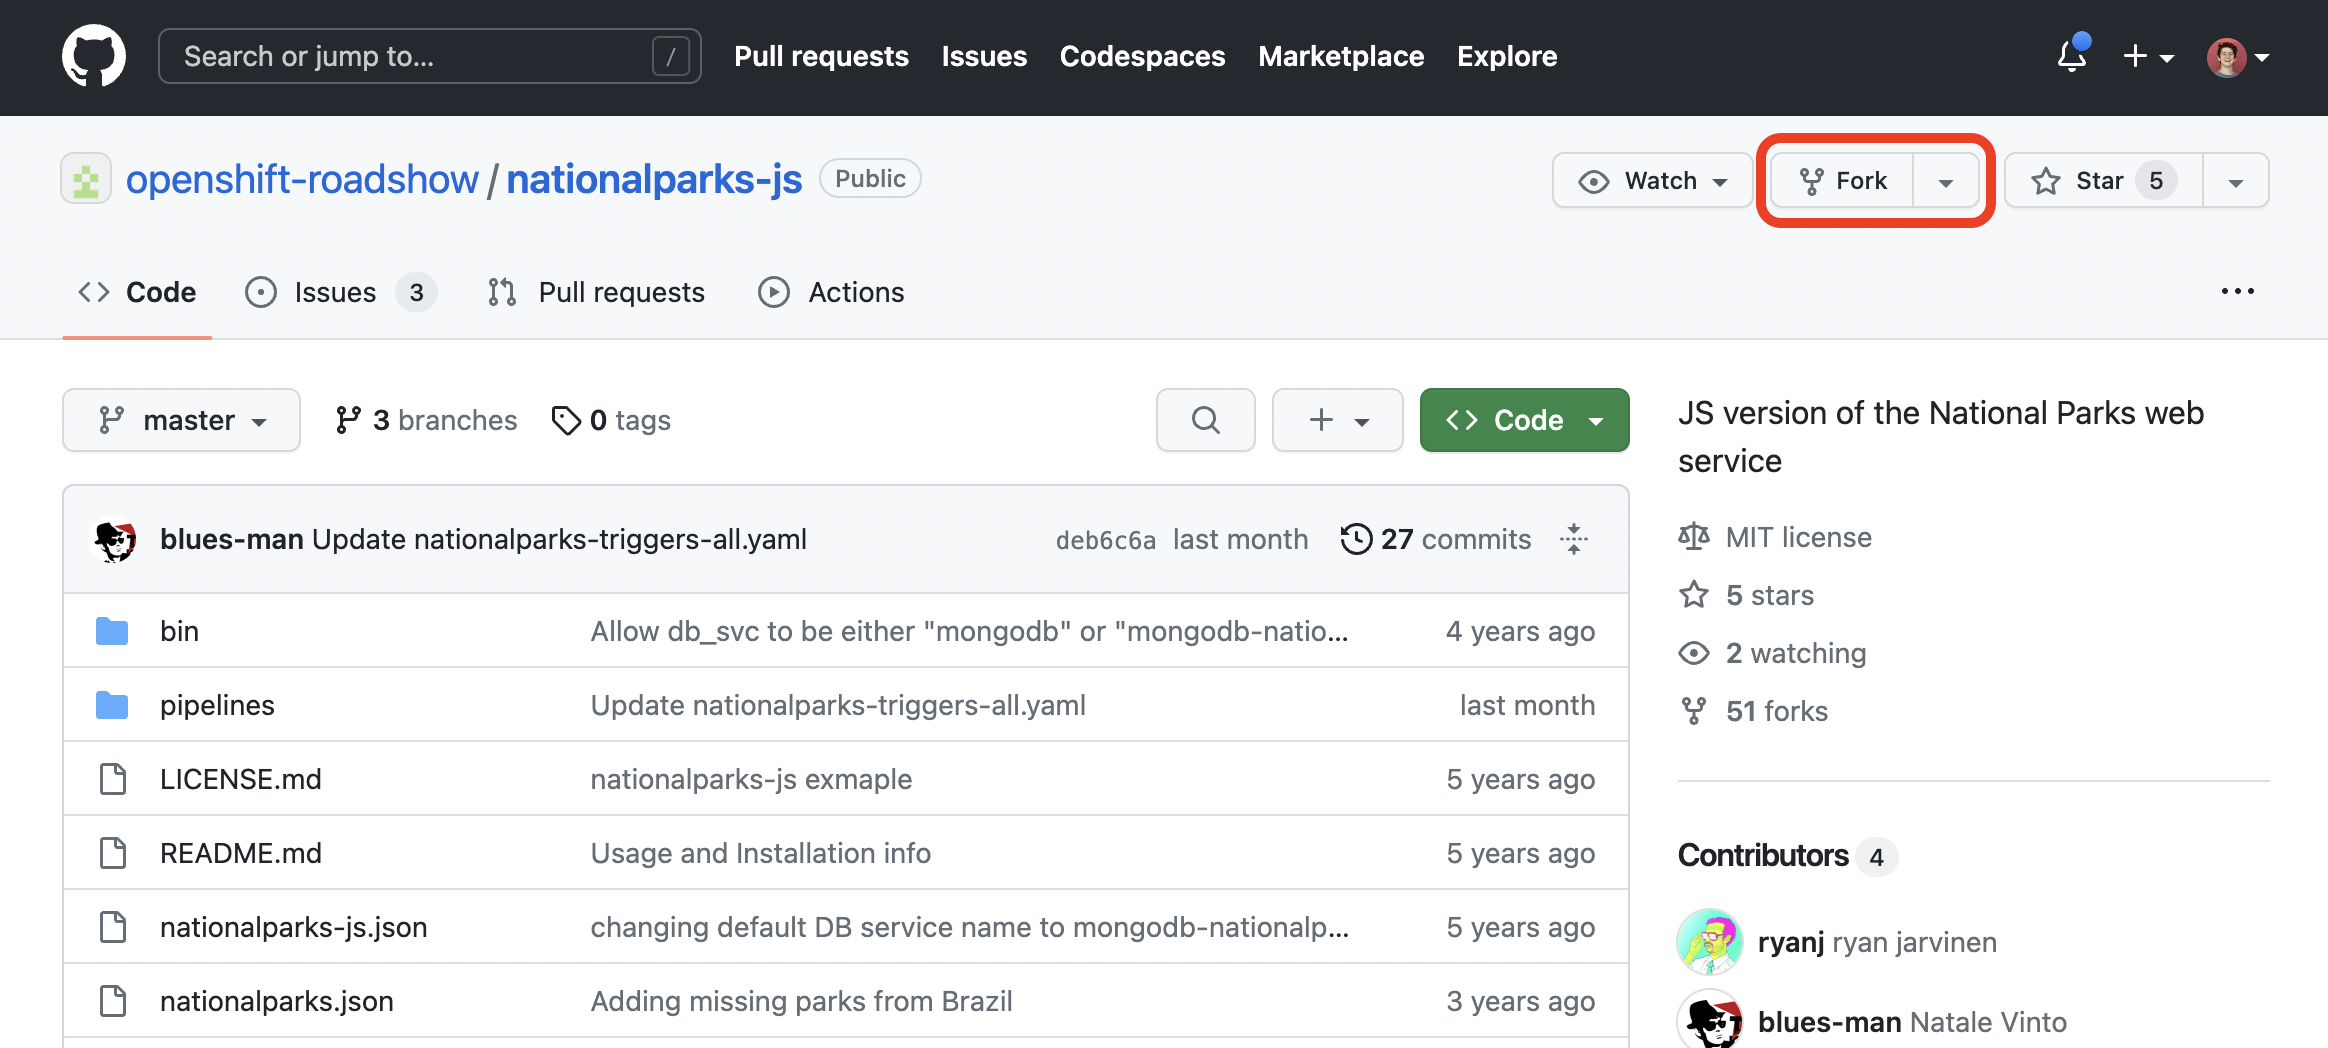 Search or jump to... / Pull requests Issues Codespaces Marketplace Explore
openshift-roadshow / nationalparks-js Public Watch Fork Star 5
Code Issues 3 Pull requests Actions
master 3 branches 0 tags Code
blues-man Update nationalparks-triggers-all.yaml deb6c6a last month 27 commits
bin Allow db_svc to be either "mongodb" or "mongodb-natio... 4 years ago
pipelines Update nationalparks-triggers-all.yaml last month
LICENSE.md nationalparks-js exmaple 5 years ago
README.md Usage and Installation info 5 years ago
nationalparks-js.json changing default DB service name to mongodb-nationalp... 5 years ago
nationalparks.json Adding missing parks from Brazil 3 years ago
JS version of the National Parks web
service
MIT license
5 stars
2 watching
51 forks
Contributors 4
ryanj ryan jarvinen
blues-man Natale Vinto